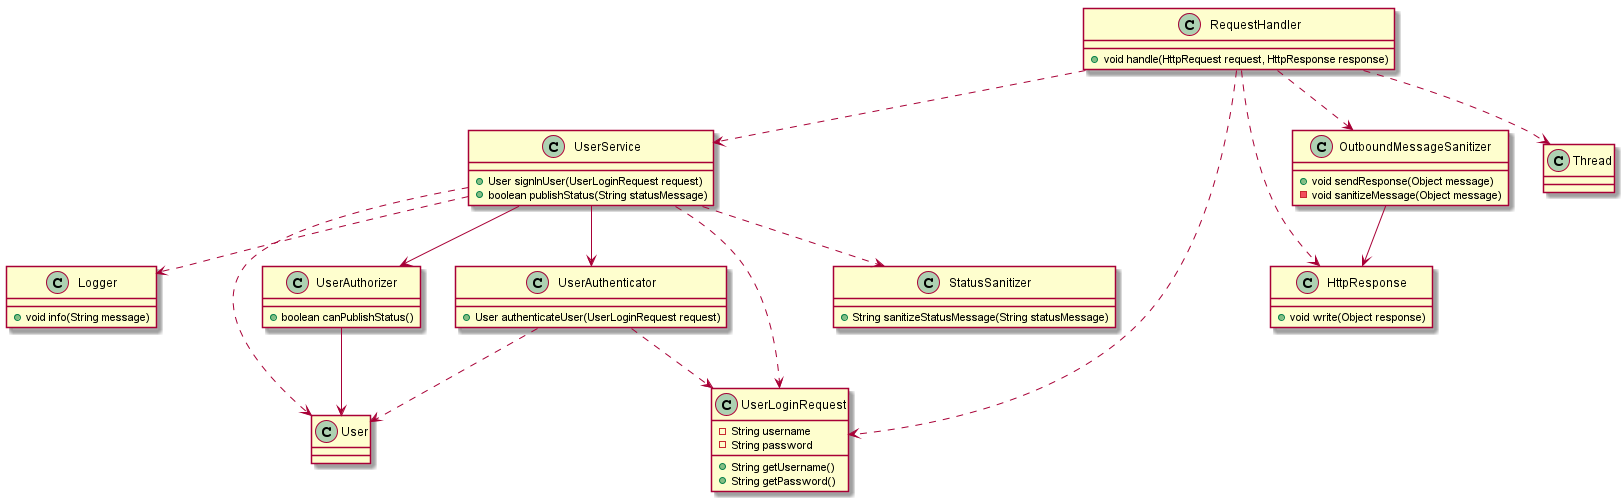 C RequestHandler
void handle(HttpRequest request, HttpResponse response)
C UserService
User signInUser(UserLoginRequest request)
boolean publishStatus(String statusMessage)
C OutboundMessageSanitizer
void sendResponse(Object message)
void sanitizeMessage(Object message)
C Thread
C Logger
void info(String message)
C UserAuthorizer
boolean canPublishStatus()
C UserAuthenticator
User authenticateUser(UserLoginRequest request)
C StatusSanitizer
String sanitizeStatusMessage(String statusMessage)
C HttpResponse
void write(Object response)
C User
C UserLoginRequest
String username
String password
String getUsername()
String getPassword()